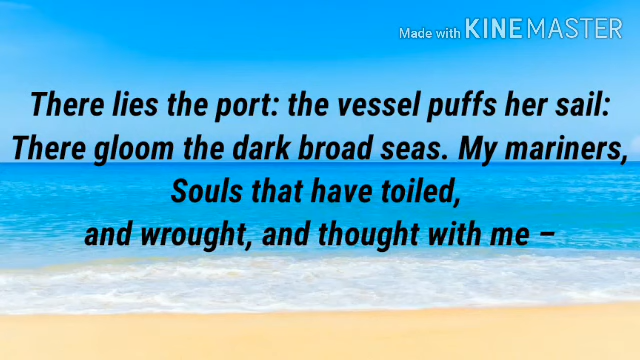 Made with KINEMASTER
There lies the port: the vessel puffs her sail:
There gloom the dark broad seas. My mariners,
Souls that have toiled,
and wrought, and thought with me –